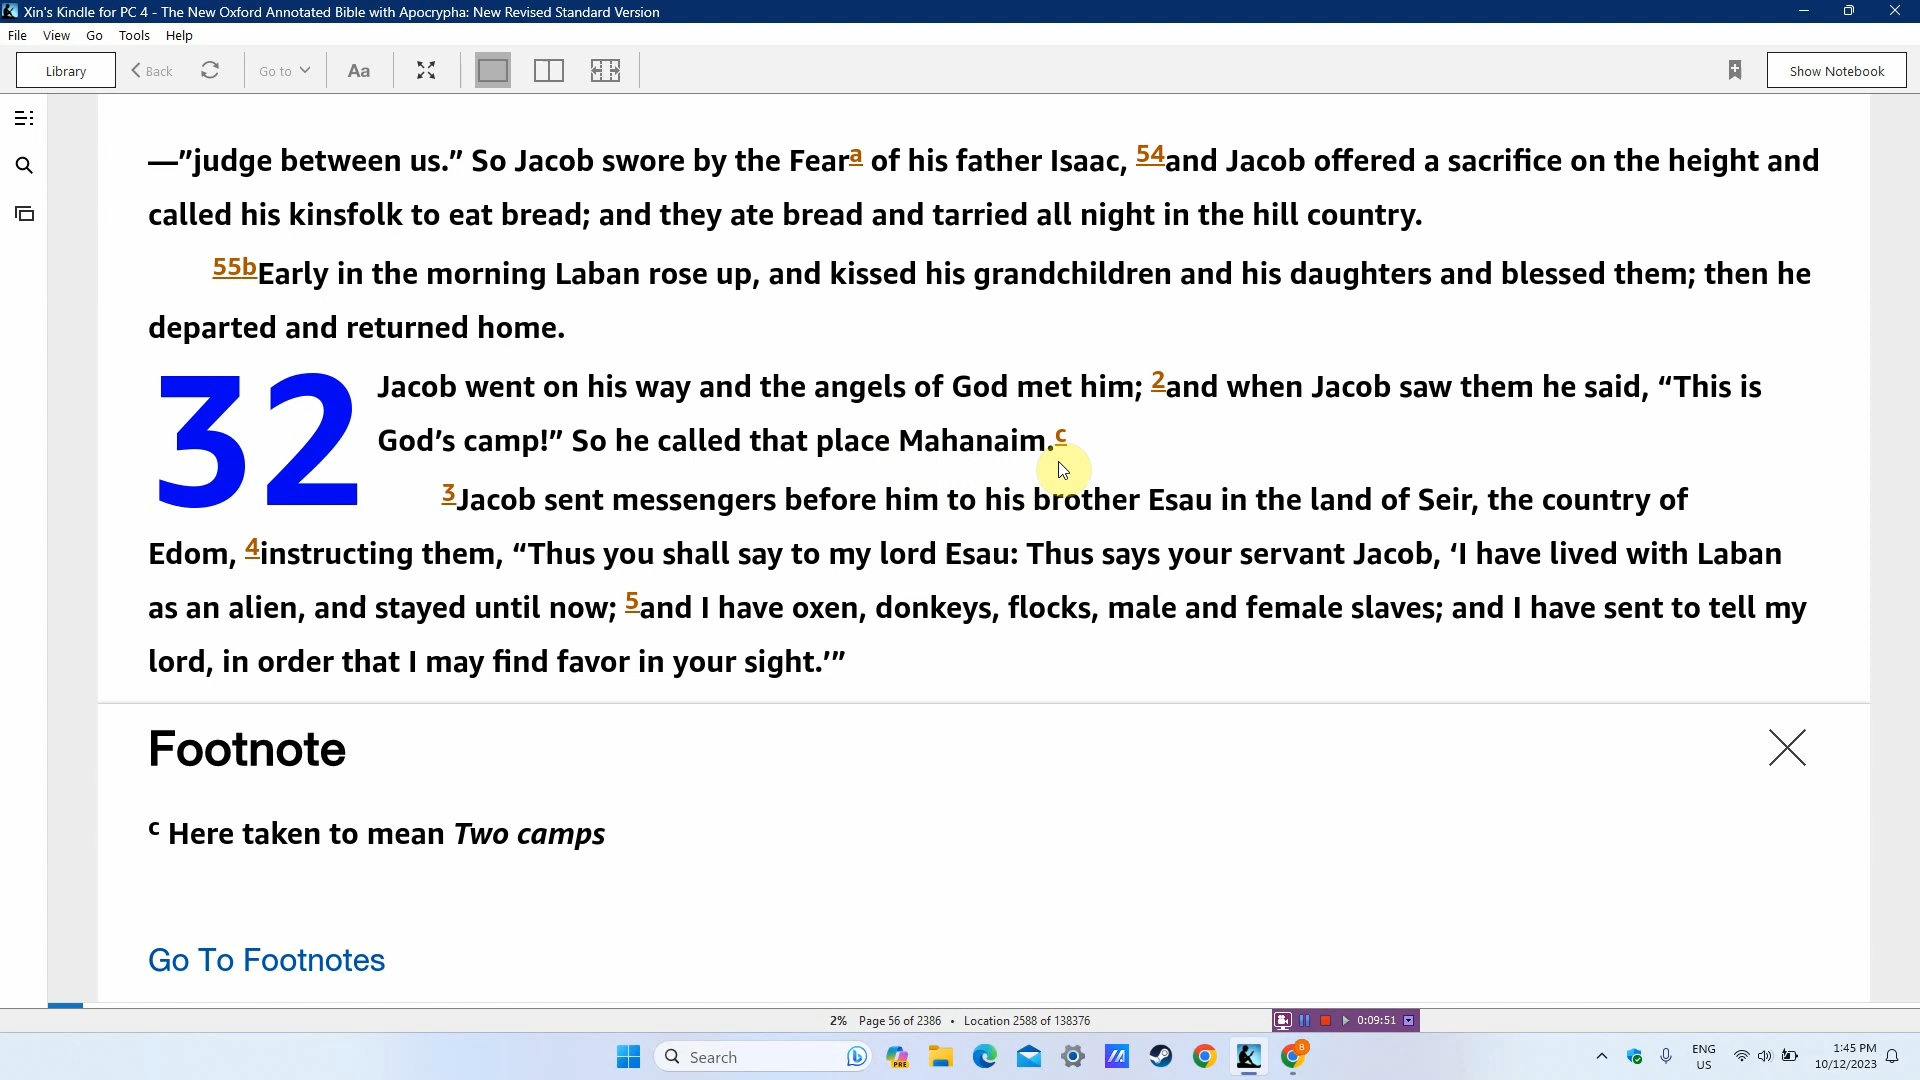 Xin's Kindle for PC 4 - The New Oxford Annotated Bible with Apocrypha: New Revised Standard Version
File View Go Tools Help
Library Back Go to Aa Show Notebook
—”judge between us.” So Jacob swore by the Fearª of his father Isaac, 54and Jacob offered a sacrifice on the height and
called his kinsfolk to eat bread; and they ate bread and tarried all night in the hill country.
55bEarly in the morning Laban rose up, and kissed his grandchildren and his daughters and blessed them; then he
departed and returned home.
32 Jacob went on his way and the angels of God met him; 2and when Jacob saw them he said, “This is
God’s camp!” So he called that place Mahanaim.c
3Jacob sent messengers before him to his brother Esau in the land of Seir, the country of
Edom, 4instructing them, “Thus you shall say to my lord Esau: Thus says your servant Jacob, ‘I have lived with Laban
as an alien, and stayed until now; 5and I have oxen, donkeys, flocks, male and female slaves; and I have sent to tell my
lord, in order that I may find favor in your sight.’”
Footnote
c Here taken to mean Two camps
Go To Footnotes
2% Page 56 of 2386 • Location 2588 of 138376
0:09:51
Search
PRE
8
ENG
US
1:45 PM
10/12/2023